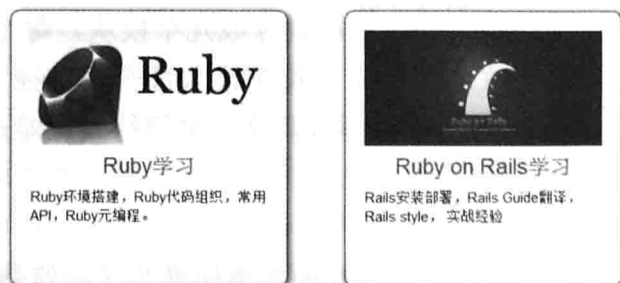 Ruby
Ruby学习
Ruby环境搭建，Ruby代码组织，常用
API，Ruby元编程。
Ruby on Rails
Ruby on Rails学习
Rails安装部署，Rails Guide翻译，
Rails style， 实战经验